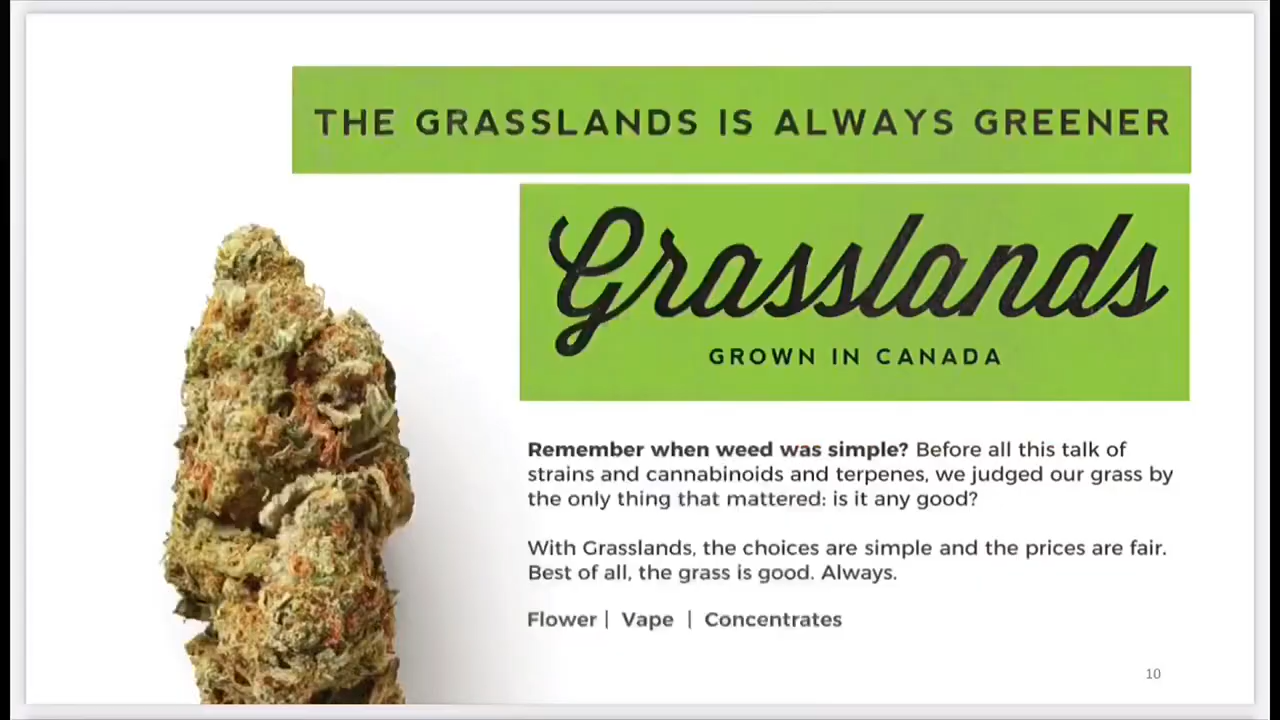 THE GRASSLANDS IS ALWAYS GREENER
Grasslands
GROWN IN CANADA
Remember when weed was simple? Before all this talk of
strains and cannabinoids and terpenes, we judged our grass by
the only thing that mattered: is it any good?
With Grasslands, the choices are simple and the prices are fair.
Best of all, the grass is good. Always.
Flower | Vape | Concentrates
10